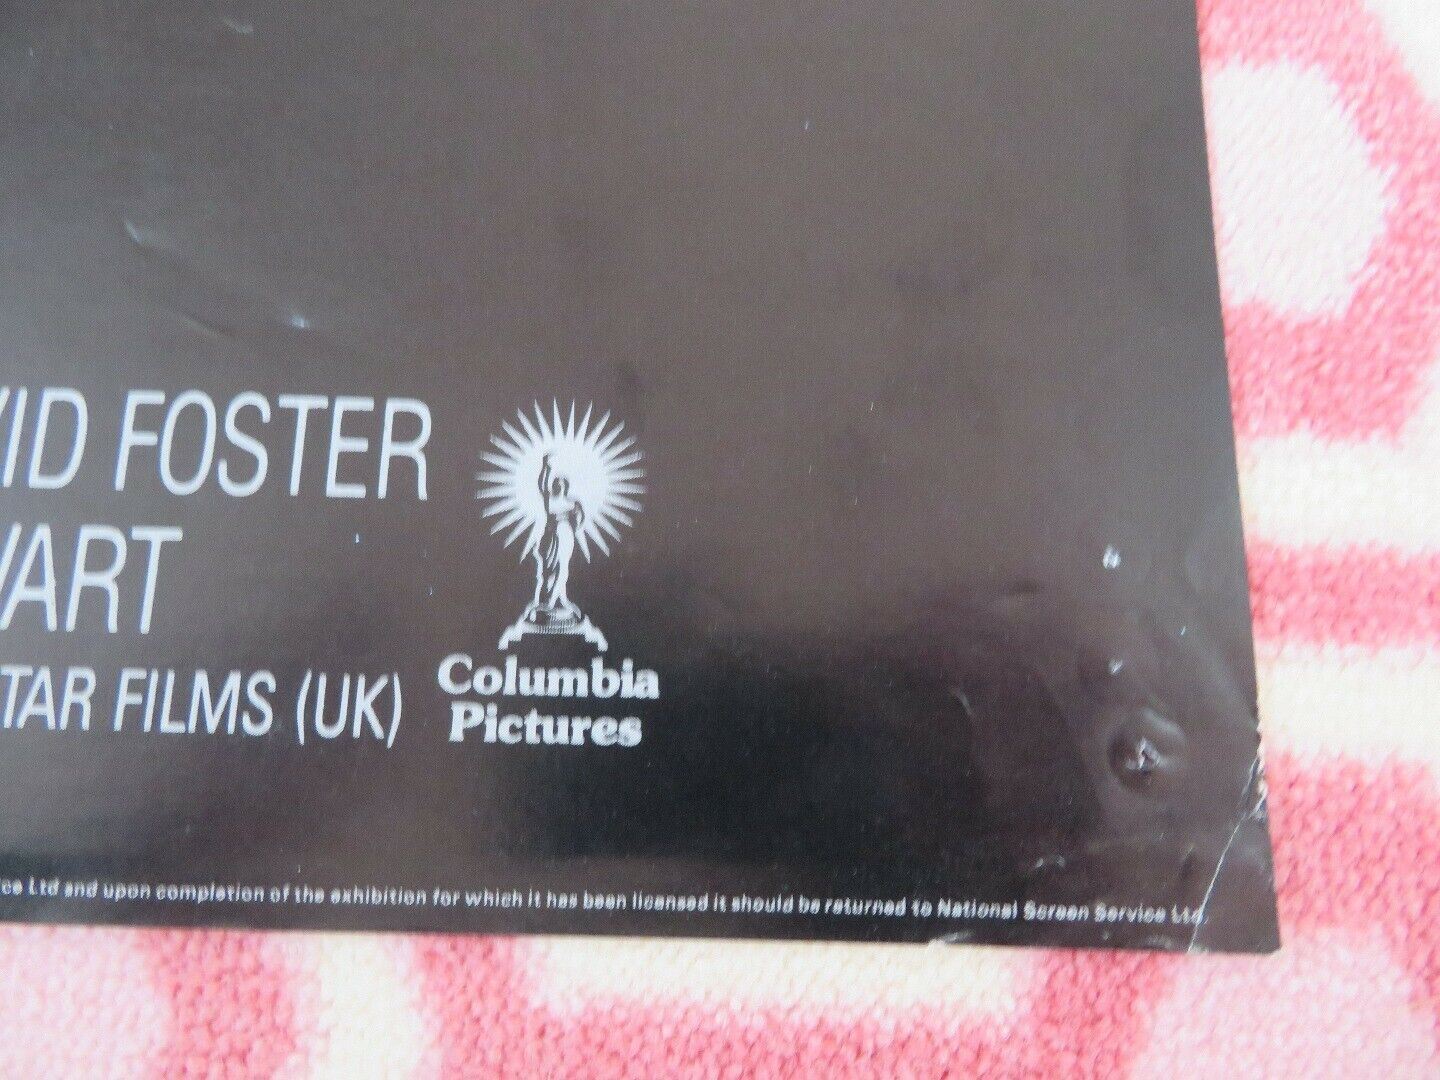 VID FOSTER
WART
TAR FILMS (UK)
Columbia
Pictures
ce Ltd and upon completion of the exhibition for which it has been licensed it should be returned to National Screen Service Ltd.